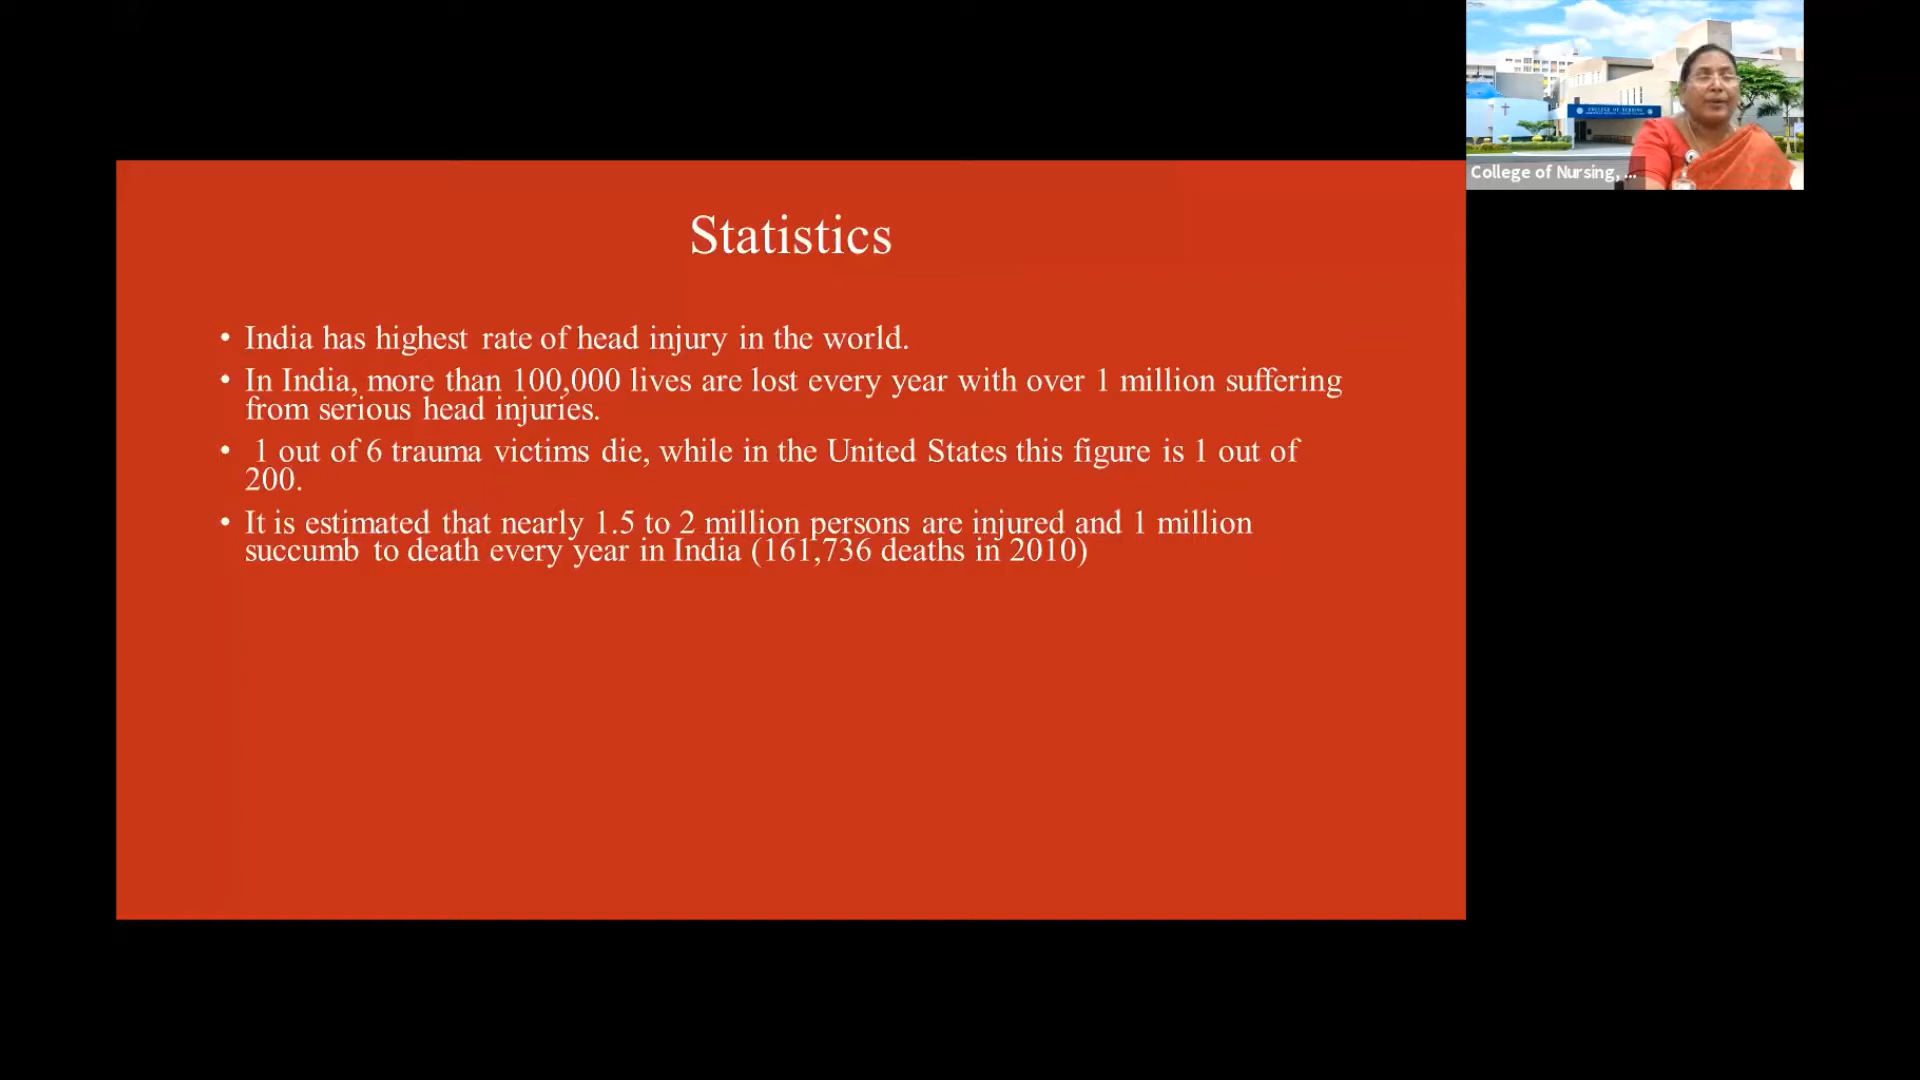 College of Nursing, ...
Statistics
• India has highest rate of head injury in the world.
• In India, more than 100,000 lives are lost every year with over 1 million suffering
from serious head injuries.
• 1 out of 6 trauma victims die, while in the United States this figure is 1 out of
200.
• It is estimated that nearly 1.5 to 2 million persons are injured and 1 million
succumb to death every year in India (161,736 deaths in 2010)
COLLEGE OF NURSING